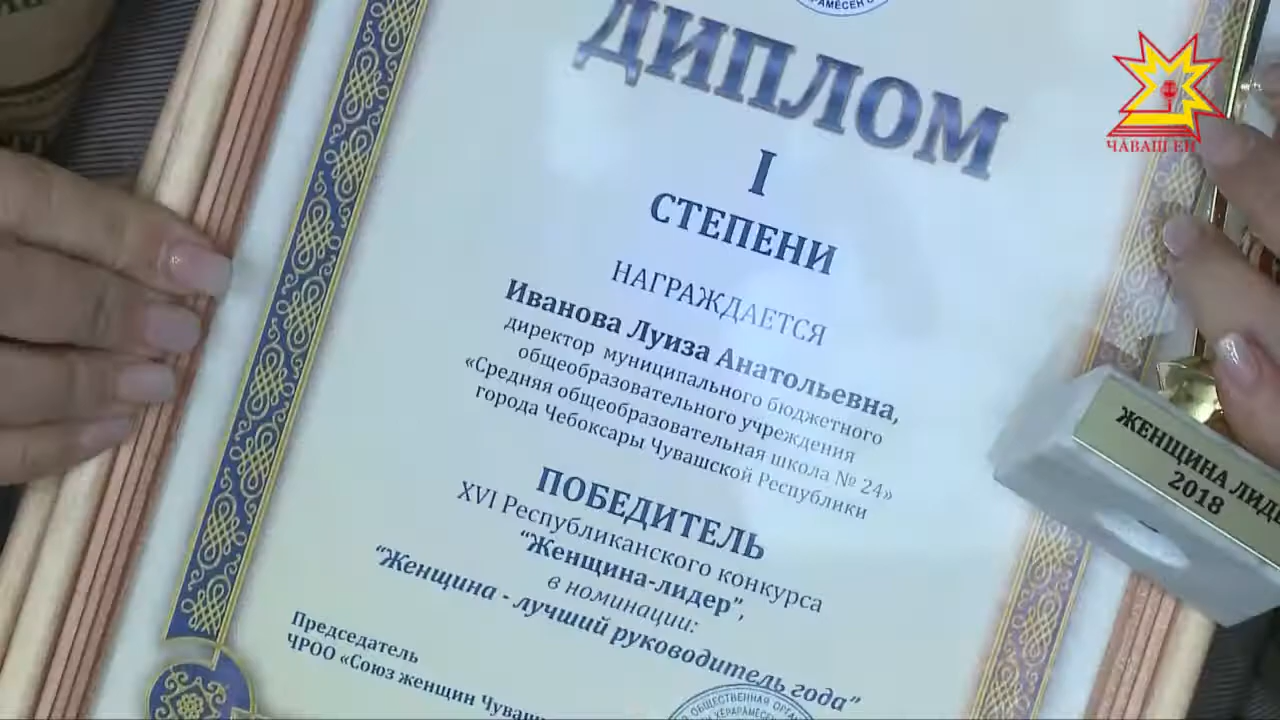 ДИПЛОМ
I
СТЕПЕНИ
НАГРАЖДАЕТСЯ
Иванова Луиза Анатольевна,
директор муниципального бюджетного
общеобразовательного учреждения
«Средняя общеобразовательная школа № 24»
города Чебоксары Чувашской Республики
ПОБЕДИТЕЛЬ
XVI Республиканского конкурса
“Женщина-лидер”,
в номинации:
“Женщина - лучший руководитель года”
Председатель
ЧРОО «Союз женщин
ОБЩЕСТВЕННАЯ
ЖЕНЩИНА
2018
ЧӐВАШ ЕН